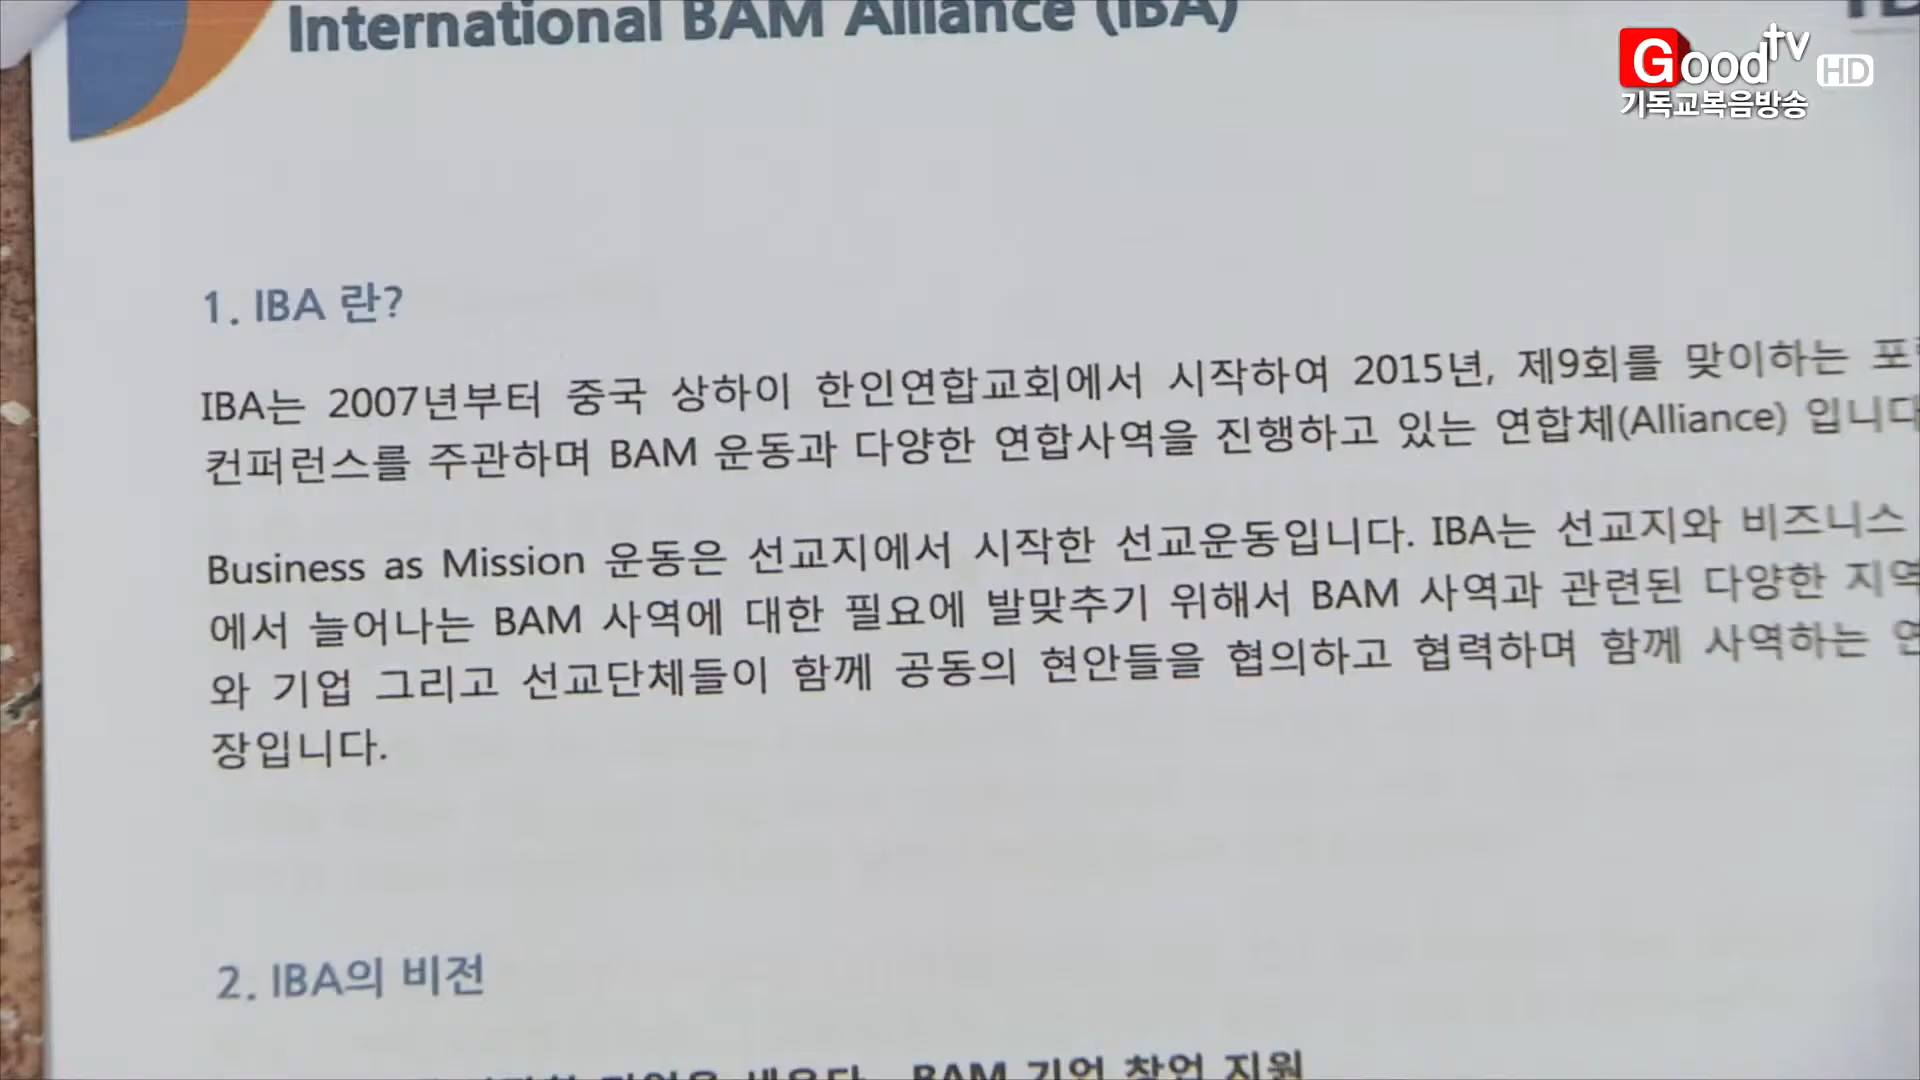 International BAM Alliance (IBA)
Good tv HD
기독교복음방송
1. IBA 란?
IBA는 2007년부터 중국 상하이 한인연합교회에서 시작하여 2015년, 제9회를 맞이하는
컨퍼런스를 주관하며 BAM 운동과 다양한 연합사역을 진행하고 있는 연합체(Alliance) 입니다
Business as Mission 운동은 선교지에서 시작한 선교운동입니다. IBA는 선교지와 비즈니스
에서 늘어나는 BAM 사역에 대한 필요에 발맞추기 위해서 BAM 사역과 관련된 다양한 지역
와 기업 그리고 선교단체들이 함께 공동의 현안들을 협의하고 협력하며 함께 사역하는
장입니다.
2. IBA의 비전
BAM 기업 창업 지원